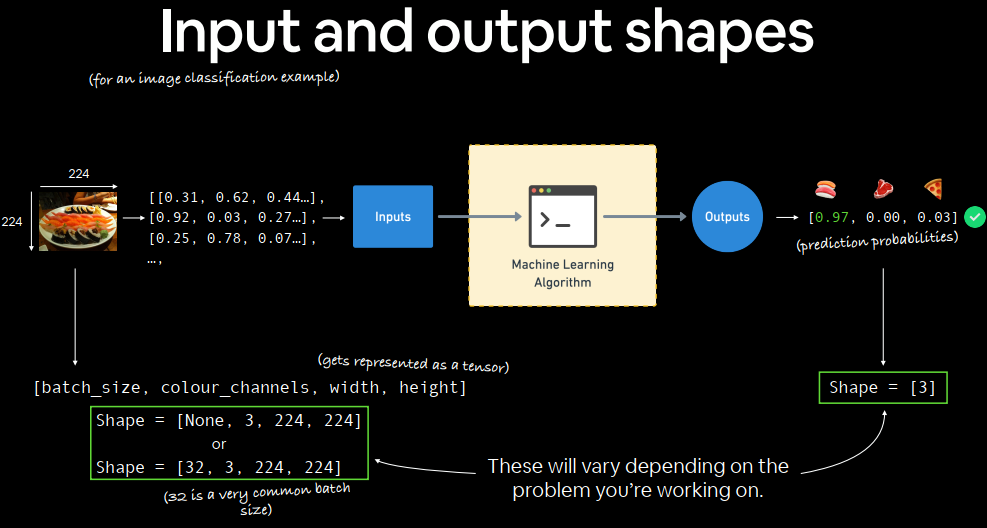 Input and output shapes
(for an image classification example)
224
224
[[0.31, 0.62, 0.44…],
[0.92, 0.03, 0.27…],
[0.25, 0.78, 0.07…],
…,
Inputs
Machine Learning
Algorithm
Outputs
[0.97, 0.00, 0.03]
(prediction probabilities)
(gets represented as a tensor)
[batch_size, colour_channels, width, height]
Shape = [None, 3, 224, 224]
or
Shape = [32, 3, 224, 224]
(32 is a very common batch
size)
Shape = [3]
These will vary depending on the
problem you’re working on.